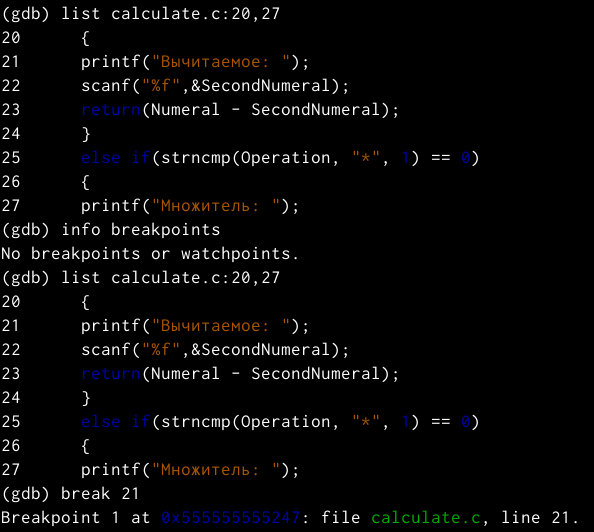 (gdb) list calculate.c:20,27
20      {
21      printf("Вычитаемое: ");
22      scanf("%f",&SecondNumeral);
23      return(Numeral - SecondNumeral);
24      }
25      else if(strncmp(Operation, "*", 1) == 0)
26      {
27      printf("Множитель: ");
(gdb) info breakpoints
No breakpoints or watchpoints.
(gdb) list calculate.c:20,27
20      {
21      printf("Вычитаемое: ");
22      scanf("%f",&SecondNumeral);
23      return(Numeral - SecondNumeral);
24      }
25      else if(strncmp(Operation, "*", 1) == 0)
26      {
27      printf("Множитель: ");
(gdb) break 21
Breakpoint 1 at 0x555555555247: file calculate.c, line 21.